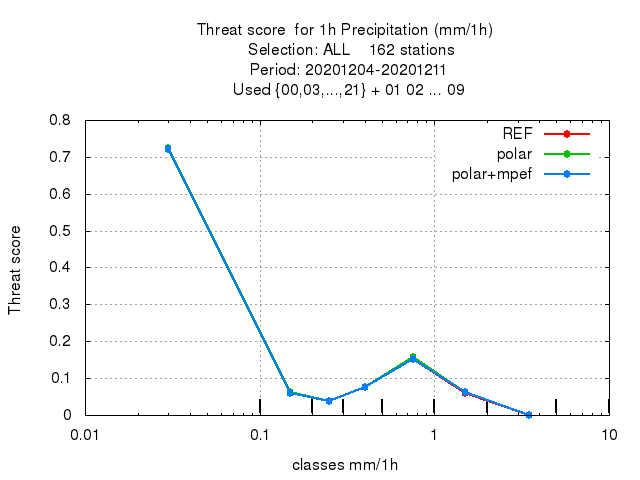 Threat score  for 1h Precipitation (mm/1h)
Selection: ALL    162 stations
Period: 20201204-20201211
Used {00,03,...,21} + 01 02 ... 09
0.8
0.7
0.6
0.5
0.4
0.3
0.2
0.1
0
Threat score
REF
polar
polar+mpef
0.01
0.1
1
10
classes mm/1h